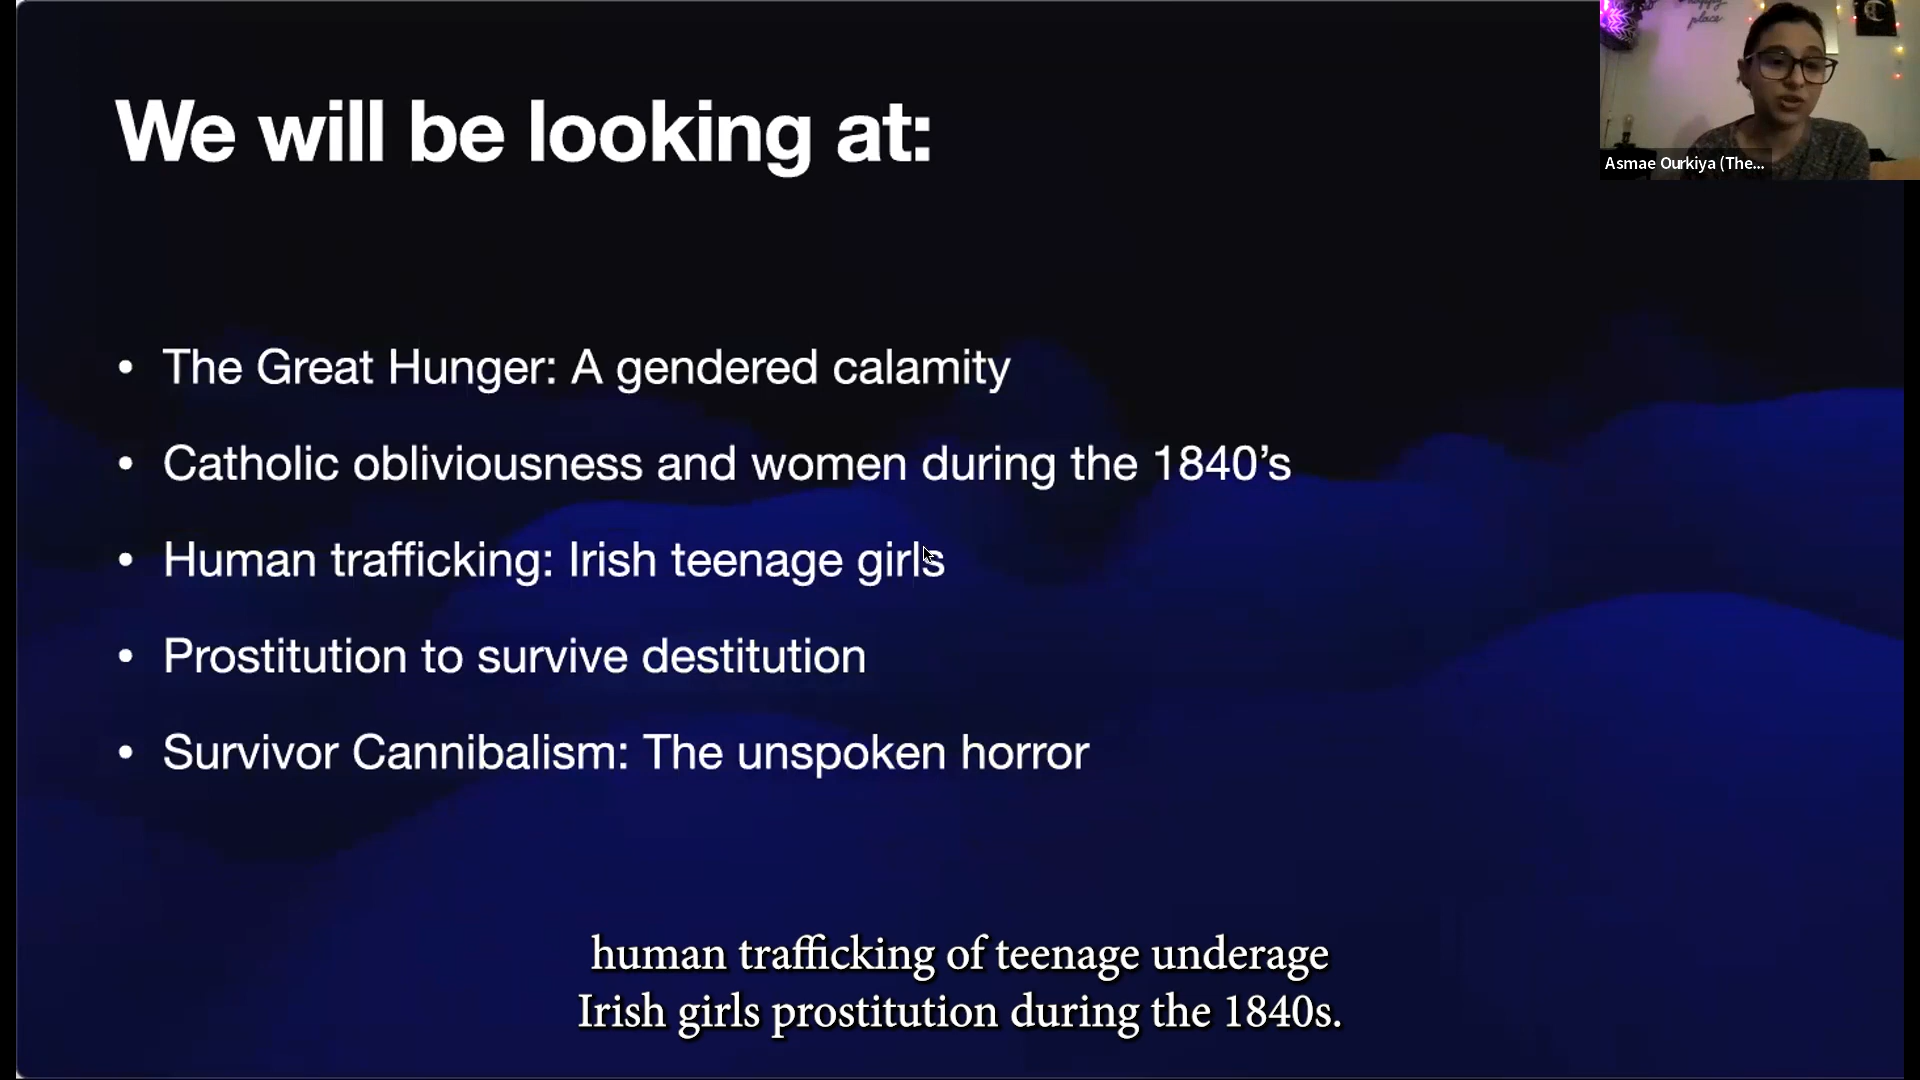 We will be looking at:
• The Great Hunger: A gendered calamity
• Catholic obliviousness and women during the 1840’s
• Human trafficking: Irish teenage girls
• Prostitution to survive destitution
• Survivor Cannibalism: The unspoken horror
place
Asmae Ourkiya (The...
human trafficking of teenage underage
Irish girls prostitution during the 1840s.